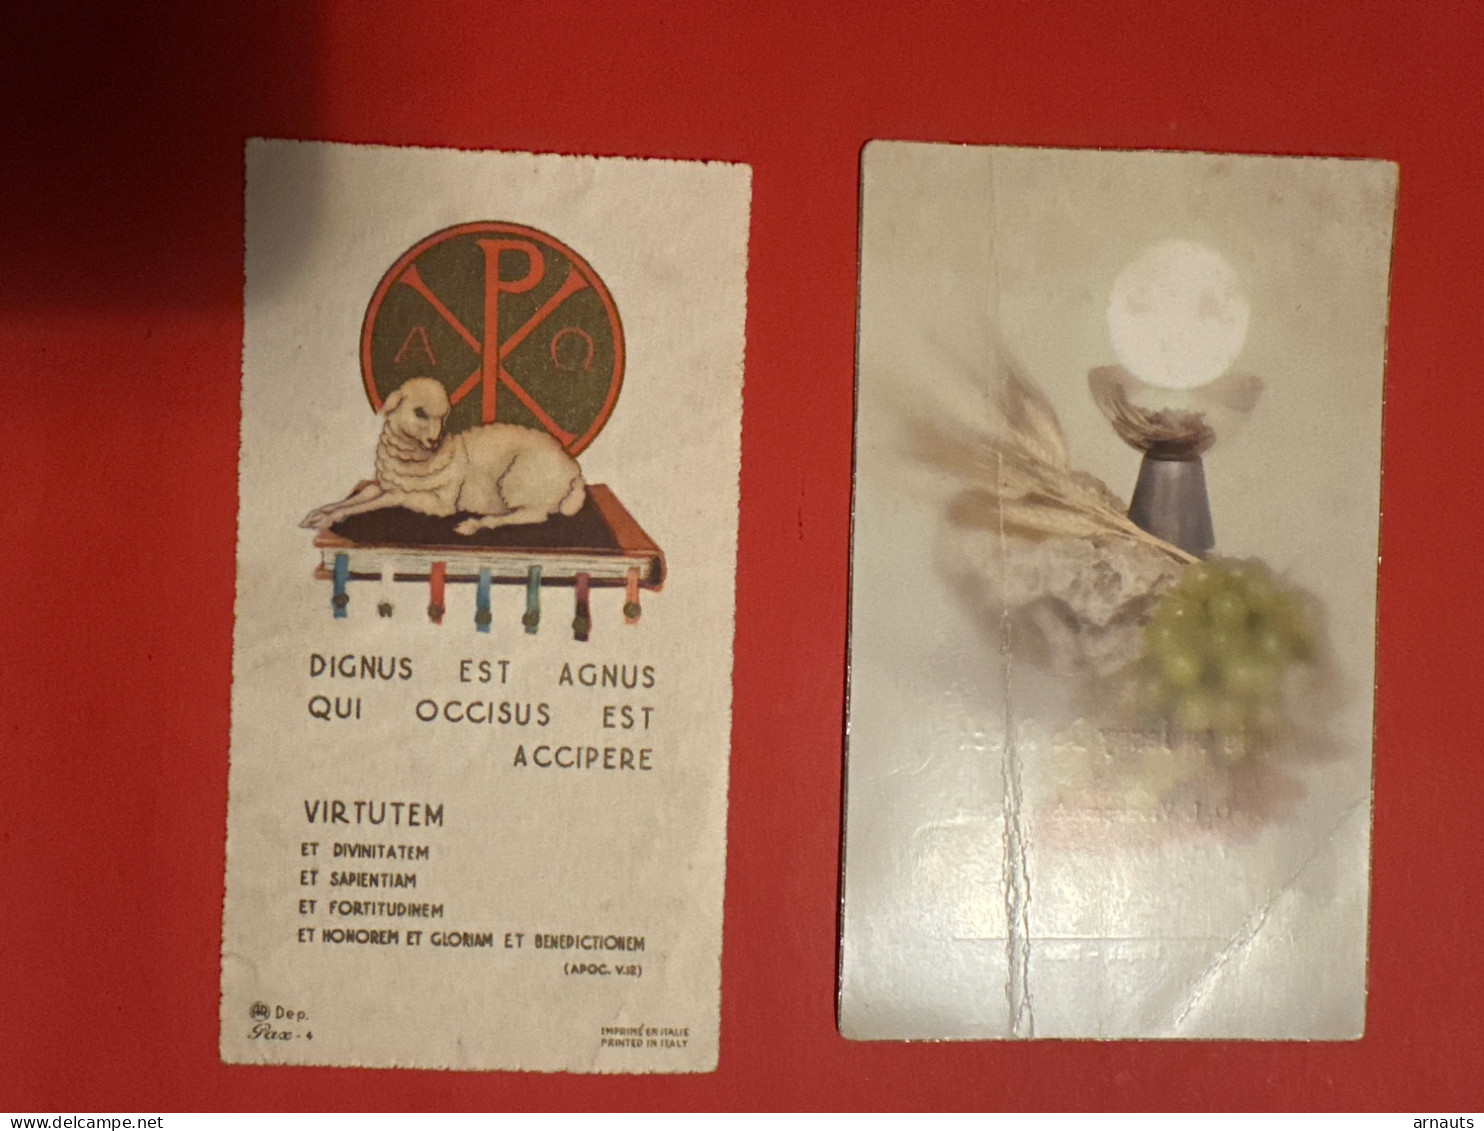 Α Ω
DIGNUS EST AGNUS
QUI OCCISUS EST
ACCIPERE
VIRTUTEM
ET DIVINITATEM
ET SAPIENTIAM
ET FORTITUDINEM
ET HONOREM ET GLORIAM ET BENEDICTIONEM
(APOC. V.12)
AR Dep.
Pax - 4
IMPRIMÉ EN ITALIE
PRINTED IN ITALY
delcampe.net
arnauts